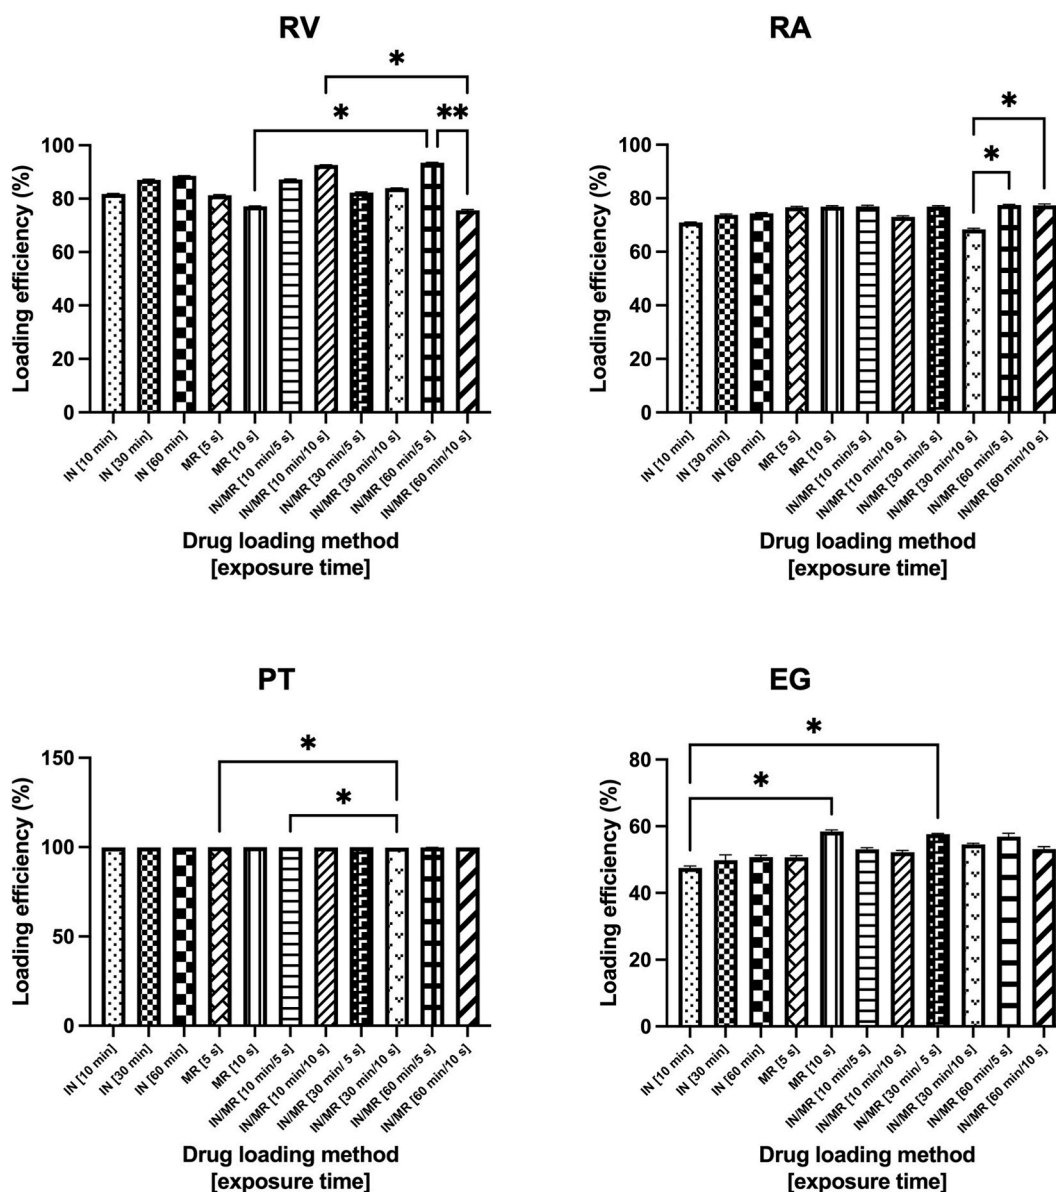 RV
*
*
**
Loading efficiency (%)
100
80
60
40
20
0
IN [10 min]
IN [30 min]
IN [60 min]
MR [5 s]
MR [10 s]
IN/MR [10 min/5 s]
IN/MR [10 min/10 s]
IN/MR [30 min/5 s]
IN/MR [30 min/10 s]
IN/MR [60 min/5 s]
IN/MR [60 min/10 s]
Drug loading method
[exposure time]
RA
*
*
Loading efficiency (%)
100
80
60
40
20
0
IN [10 min]
IN [30 min]
IN [60 min]
MR [5 s]
MR [10 s]
IN/MR [10 min/5 s]
IN/MR [10 min/10 s]
IN/MR [30 min/5 s]
IN/MR [30 min/10 s]
IN/MR [60 min/5 s]
IN/MR [60 min/10 s]
Drug loading method
[exposure time]
PT
*
*
Loading efficiency (%)
150
100
50
0
IN [10 min]
IN [30 min]
IN [60 min]
MR [5 s]
MR [10 s]
IN/MR [10 min/5 s]
IN/MR [10 min/10 s]
IN/MR [30 min/ 5 s]
IN/MR [30 min/10 s]
IN/MR [60 min/5 s]
IN/MR [60 min/10 s]
Drug loading method
[exposure time]
EG
*
*
Loading efficiency (%)
80
60
40
20
0
IN [10 min]
IN [30 min]
IN [60 min]
MR [5 s]
MR [10 s]
IN/MR [10 min/5 s]
IN/MR [10 min/10 s]
IN/MR [30 min/ 5 s]
IN/MR [30 min/10 s]
IN/MR [60 min/5 s]
IN/MR [60 min/10 s]
Drug loading method
[exposure time]